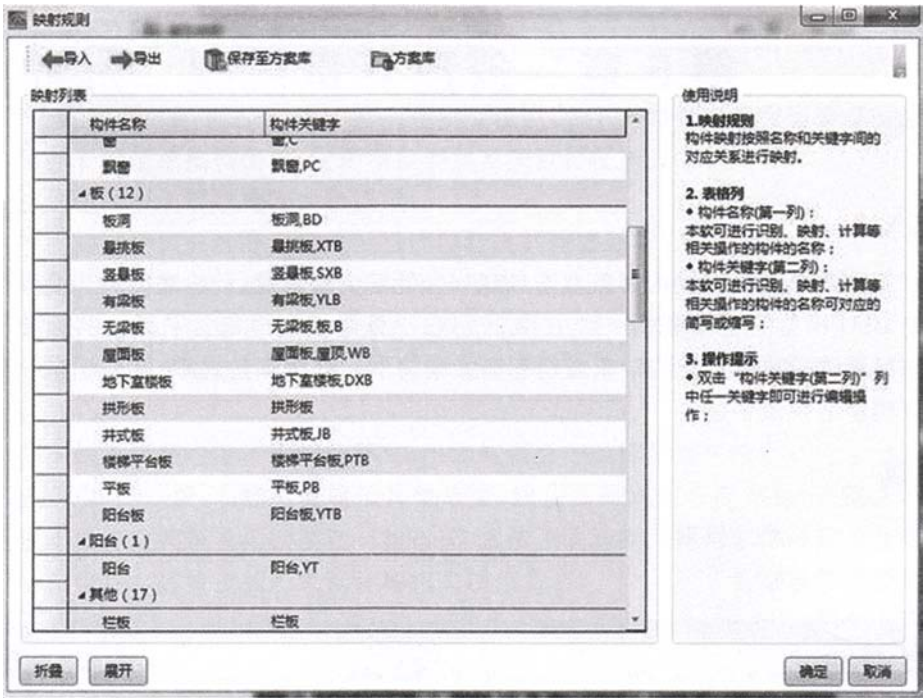 映射规则
导入 导出 保存至方案库 方案库
映射列表
构件名称 构件关键字
窗 窗,C
飘窗 飘窗,PC
板(12)
板洞 板洞,BD
悬挑板 悬挑板,XTB
竖悬板 竖悬板,SXB
有梁板 有梁板,YLB
无梁板 无梁板,板,B
屋面板 屋面板,屋顶,WB
地下室楼板 地下室楼板,DXB
拱形板 拱形板
井式板 井式板,JB
楼梯平台板 楼梯平台板,PTB
平板 平板,PB
阳台板 阳台板,YTB
阳台(1)
阳台 阳台,YT
其他(17)
栏板 栏板
使用说明
1.映射规则
构件映射按照名称和关键字间的
对应关系进行映射。
2. 表格列
• 构件名称(第一列):
本软可进行识别、映射、计算等
相关操作的构件的名称;
• 构件关键字(第二列):
本软可进行识别、映射、计算等
相关操作的构件的名称可对应的
简写或缩写;
3. 操作提示
• 双击“构件关键字(第二列)”列
中任一关键字即可进行编辑操
作;
折叠 展开 确定 取消